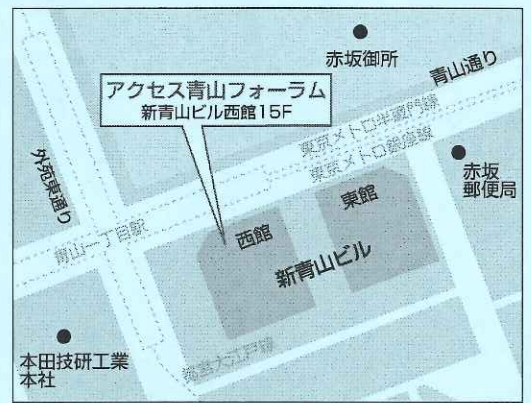 赤坂御所
青山通り
アクセス青山フォーラム
新青山ビル西館15F
東京メトロ半蔵門線
東京メトロ銀座線
赤坂
郵便局
外苑東通り
青山一丁目駅
西館
東館
新青山ビル
都営大江戸線
本田技研工業
本社